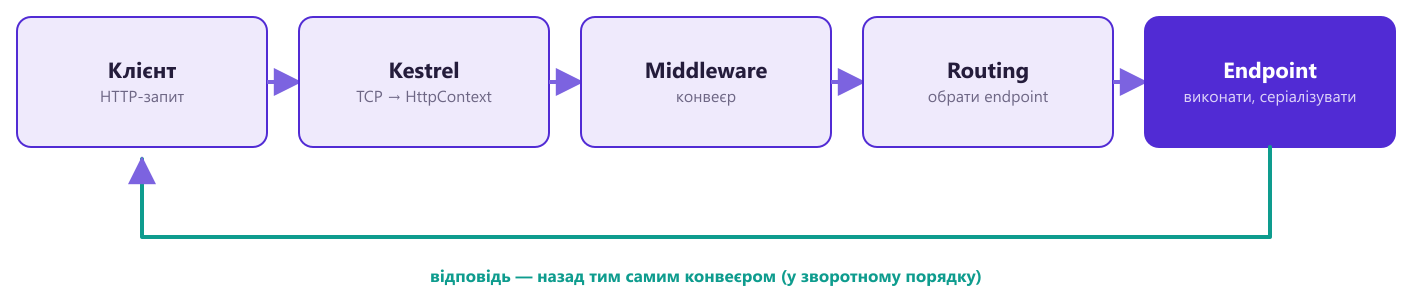 Клієнт
HTTP-запит
Kestrel
TCP → HttpContext
Middleware
конвеєр
Routing
обрати endpoint
Endpoint
виконати, серіалізувати
відповідь — назад тим самим конвеєром (у зворотному порядку)